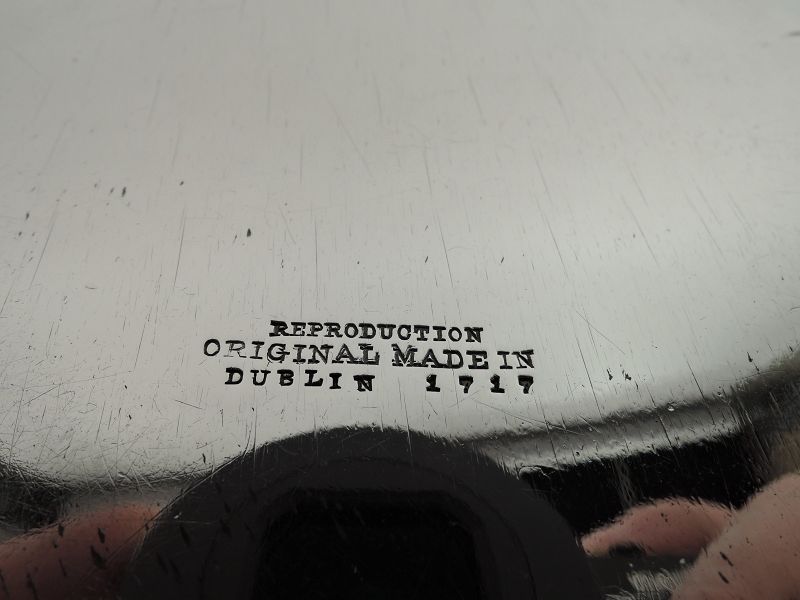 REPRODUCTION
ORIGINAL MADE IN
DUBLIN 1717